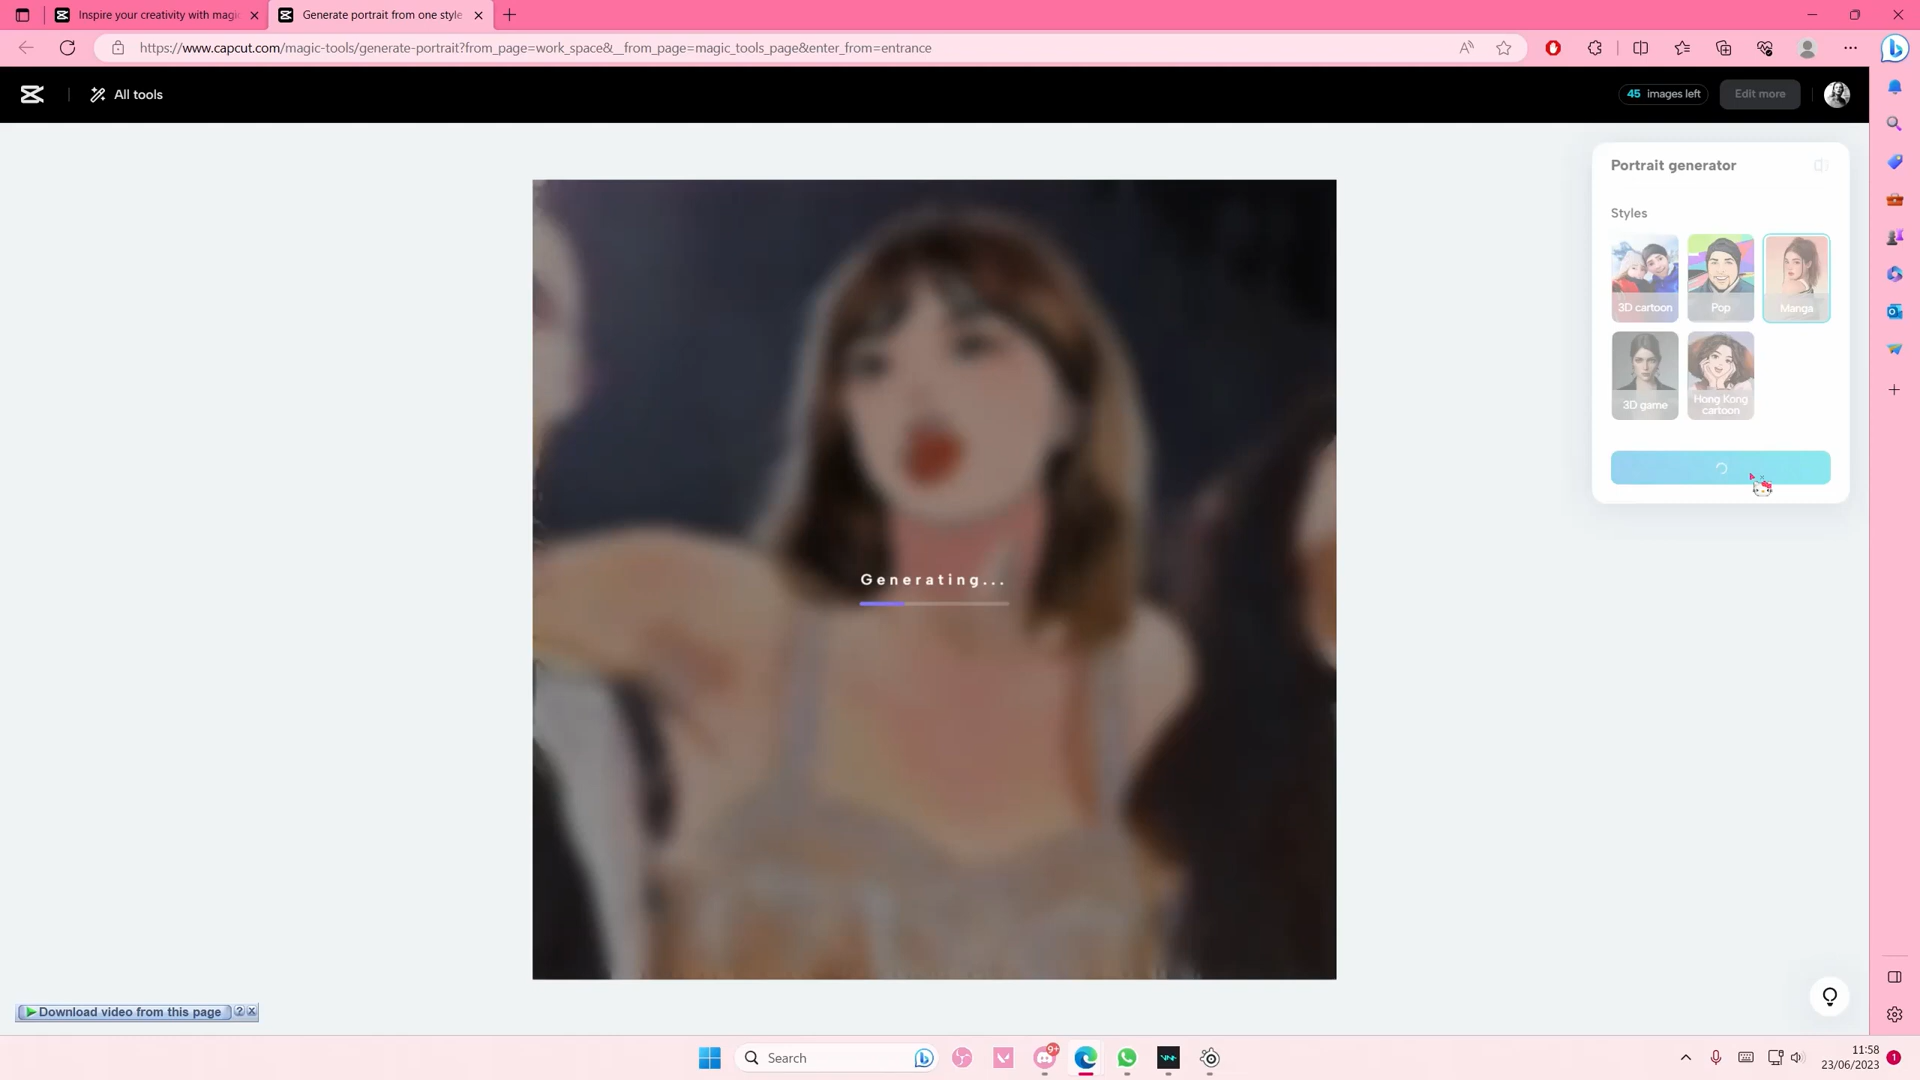 Inspire your creativity with magi
Generate portrait from one style
https://www.capcut.com/magic-tools/generate-portrait?from_page=work_space&__from_page=magic_tools_page&enter_from=entrance
All tools
45 images left
Edit more
Portrait generator
Styles
3D cartoon
Pop
Manga
3D game
Hong Kong
cartoon
Generating...
Download video from this page
?
Search
9+
11:58
23/06/2023
1